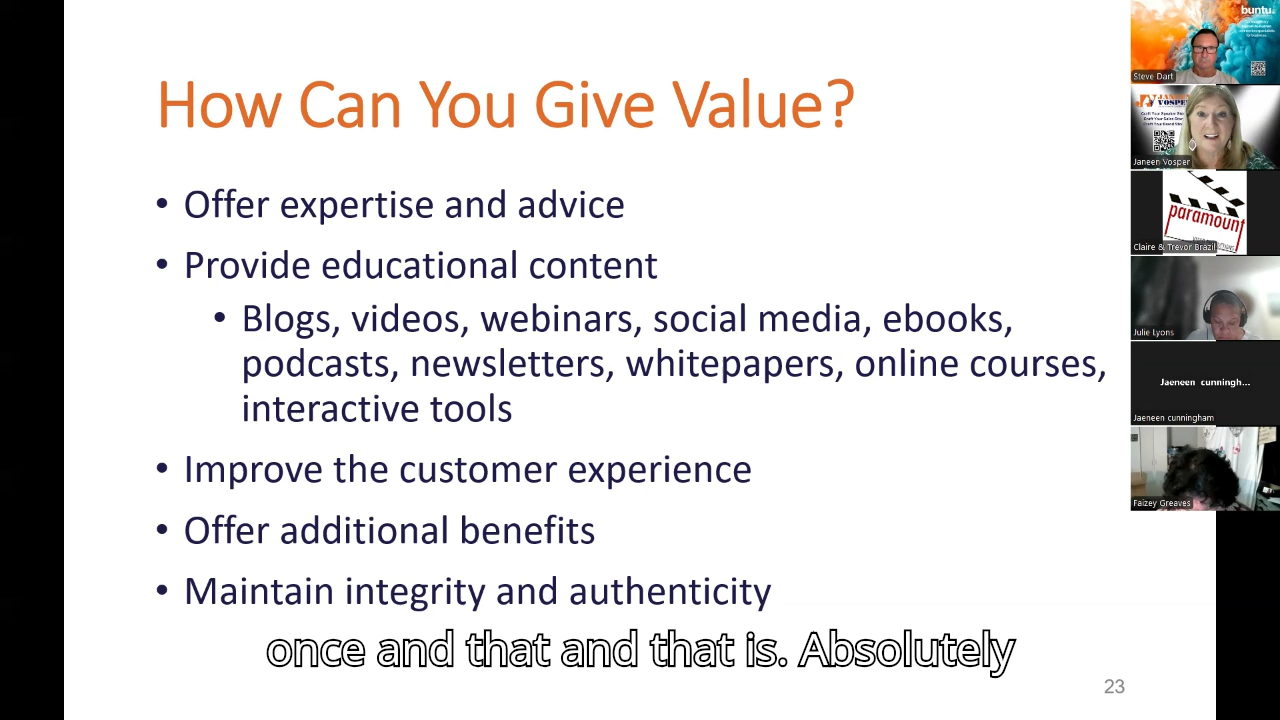 How Can You Give Value?
• Offer expertise and advice
• Provide educational content
• Blogs, videos, webinars, social media, ebooks,
podcasts, newsletters, whitepapers, online courses,
interactive tools
• Improve the customer experience
• Offer additional benefits
• Maintain integrity and authenticity
once and that and that is. Absolutely
23
buntu.
Steve Dart
VOSPE
Janeen Vosper
paramount
Claire & Trevor Brazil
Julie Lyons
Jaeneen cunningh...
Jaeneen cunningham
Faizey Greaves